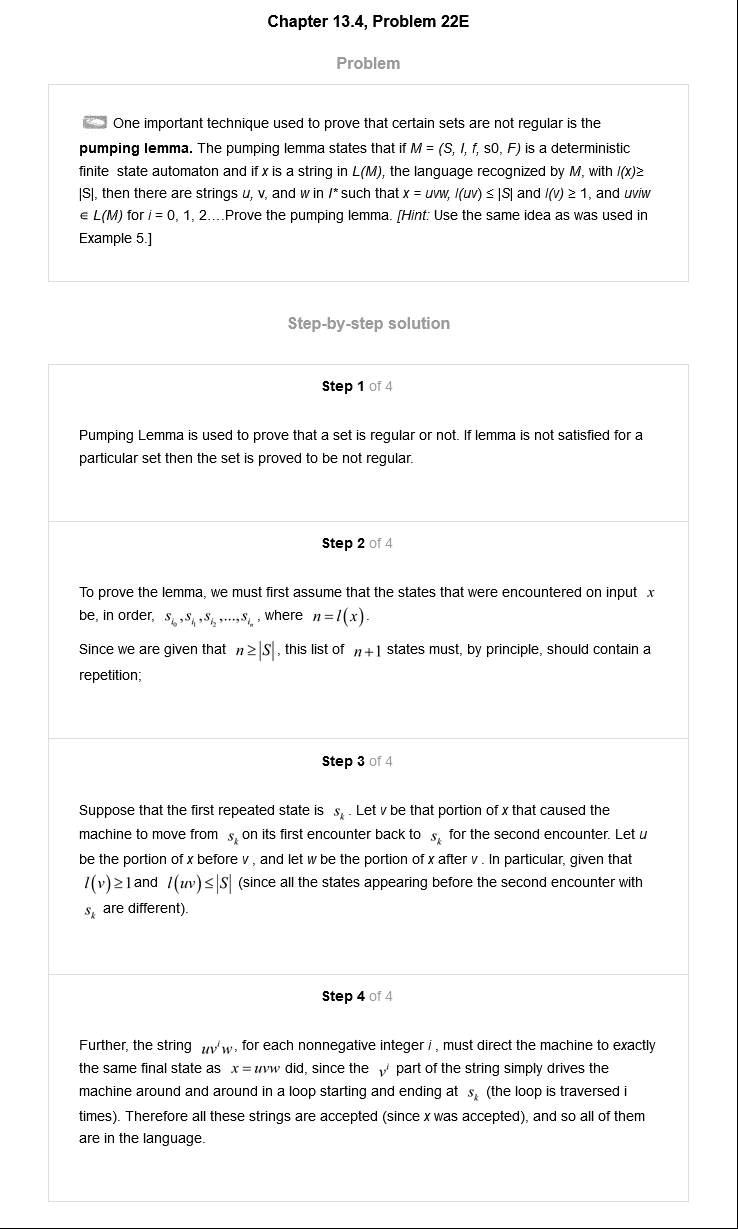 Chapter 13.4, Problem 22E
Problem
One important technique used to prove that certain sets are not regular is the
pumping lemma. The pumping lemma states that if M = (S, I, f, s0, F) is a deterministic
finite state automaton and if x is a string in L(M), the language recognized by M, with l(x)≥
|S|, then there are strings u, v, and w in I* such that x = uvw, l(uv) ≤ |S| and l(v) ≥ 1, and uviw
∈ L(M) for i = 0, 1, 2.…Prove the pumping lemma. [Hint: Use the same idea as was used in
Example 5.]
Step-by-step solution
Step 1 of 4
Pumping Lemma is used to prove that a set is regular or not. If lemma is not satisfied for a
particular set then the set is proved to be not regular.
Step 2 of 4
To prove the lemma, we must first assume that the states that were encountered on input x
be, in order, s_{i_0}, s_{i_1}, s_{i_2}, ..., s_{i_n}, where n = l(x).
Since we are given that n ≥ |S|, this list of n+1 states must, by principle, should contain a
repetition;
Step 3 of 4
Suppose that the first repeated state is s_k. Let v be that portion of x that caused the
machine to move from s_k on its first encounter back to s_k for the second encounter. Let u
be the portion of x before v, and let w be the portion of x after v. In particular, given that
l(v) ≥ 1 and l(uv) ≤ |S| (since all the states appearing before the second encounter with
s_k are different).
Step 4 of 4
Further, the string uv^i w, for each nonnegative integer i, must direct the machine to exactly
the same final state as x = uvw did, since the v^i part of the string simply drives the
machine around and around in a loop starting and ending at s_k (the loop is traversed i
times). Therefore all these strings are accepted (since x was accepted), and so all of them
are in the language.